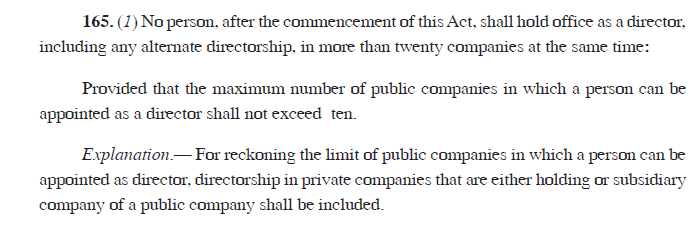 165. (1) No person, after the commencement of this Act, shall hold office as a director,
including any alternate directorship, in more than twenty companies at the same time:
Provided that the maximum number of public companies in which a person can be
appointed as a director shall not exceed ten.
Explanation.— For reckoning the limit of public companies in which a person can be
appointed as director, directorship in private companies that are either holding or subsidiary
company of a public company shall be included.